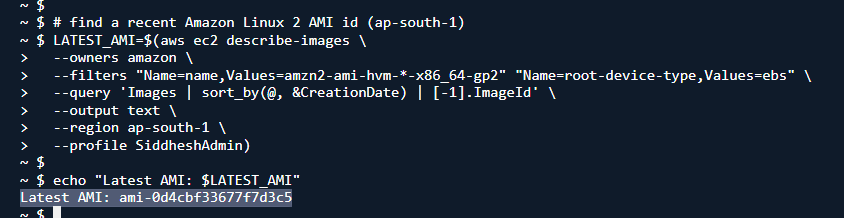 ~ $
~ $ # find a recent Amazon Linux 2 AMI id (ap-south-1)
~ $ LATEST_AMI=$(aws ec2 describe-images \
>   --owners amazon \
>   --filters "Name=name,Values=amzn2-ami-hvm-*-x86_64-gp2" "Name=root-device-type,Values=ebs" \
>   --query 'Images | sort_by(@, &CreationDate) | [-1].ImageId' \
>   --output text \
>   --region ap-south-1 \
>   --profile SiddheshAdmin)
~ $
~ $ echo "Latest AMI: $LATEST_AMI"
Latest AMI: ami-0d4cbf33677f7d3c5
~ $